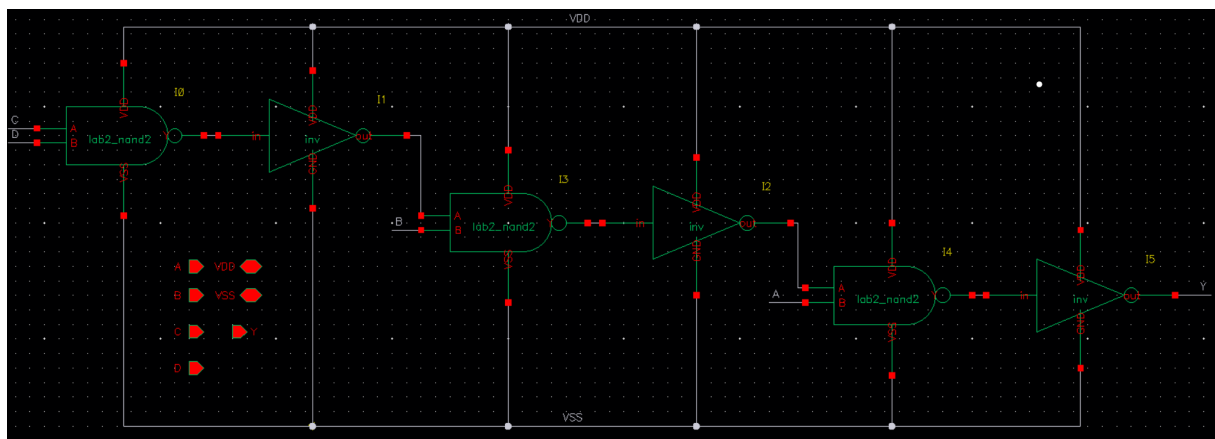 VDD
I0
VDD
C
A
D
B
lab2_nand2
VSS
I1
VDD
in
inv
out
GND
I3
VDD
A
B
B
lab2_nand2
VSS
I2
VDD
in
inv
out
GND
I4
VDD
A
A
B
lab2_nand2
VSS
I5
VDD
in
inv
out
GND
Y
A
VDD
B
VSS
C
Y
D
VSS